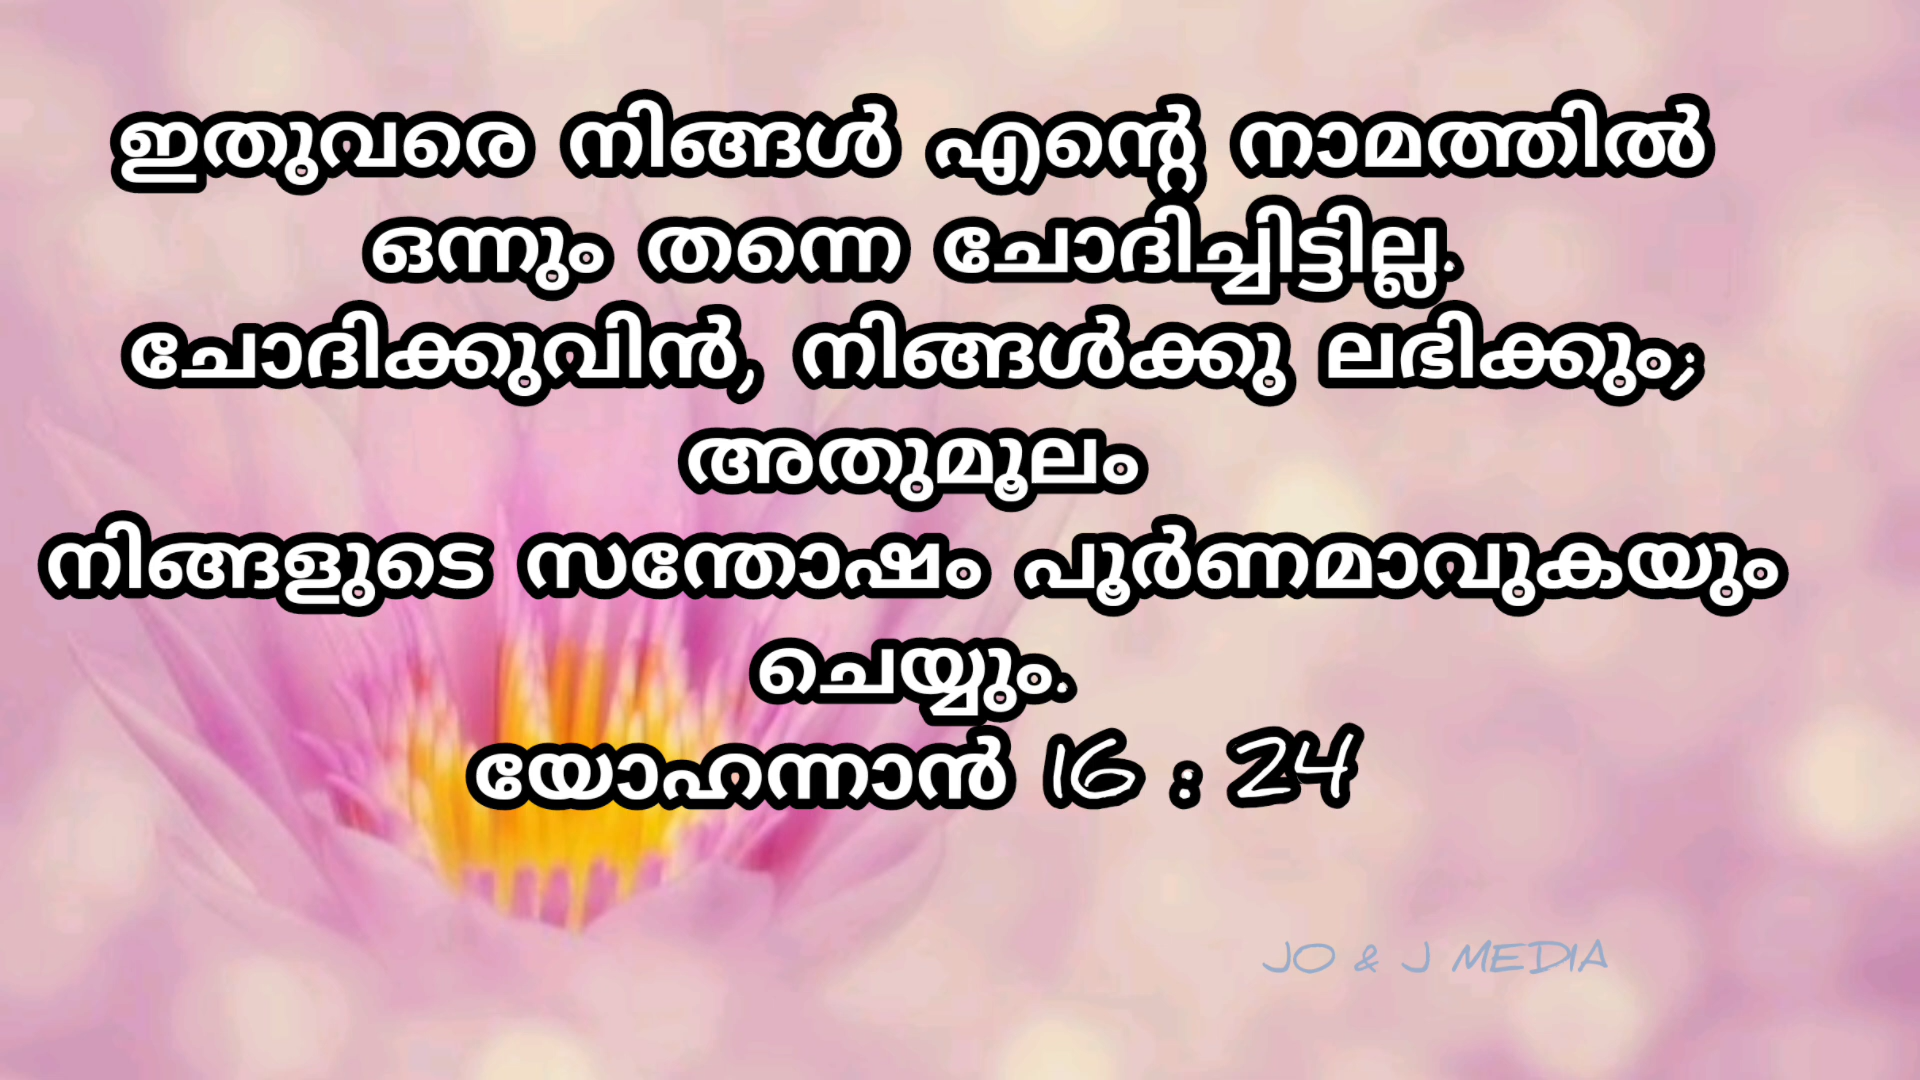 ഇതുവരെ നിങ്ങൾ എന്റെ നാമത്തിൽ
ഒന്നും തന്നെ ചോദിച്ചിട്ടില്ല.
ചോദിക്കുവിൻ, നിങ്ങൾക്കു ലഭിക്കും;
അതുമൂലം
നിങ്ങളുടെ സന്തോഷം പൂർണമാവുകയും
ചെയ്യും.
യോഹന്നാൻ 16 : 24
JO & J MEDIA